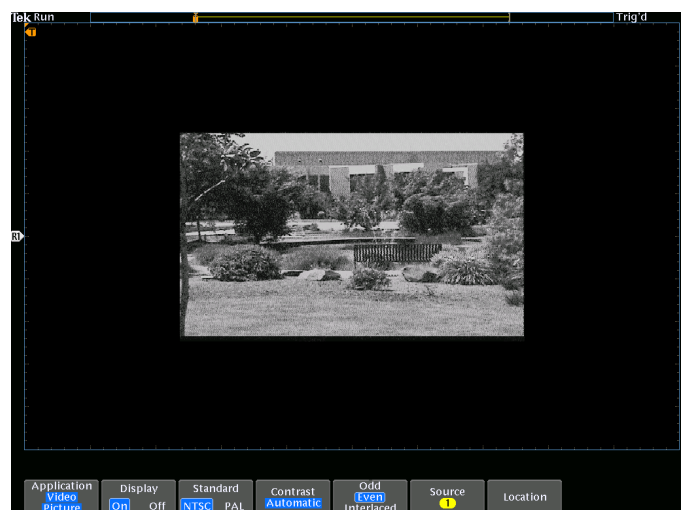 Tek Run
Trig'd
T
T
R1
Application
Video
Picture
Display
On Off
Standard
NTSC PAL
Contrast
Automatic
Odd
Even
Interlaced
Source
1
Location